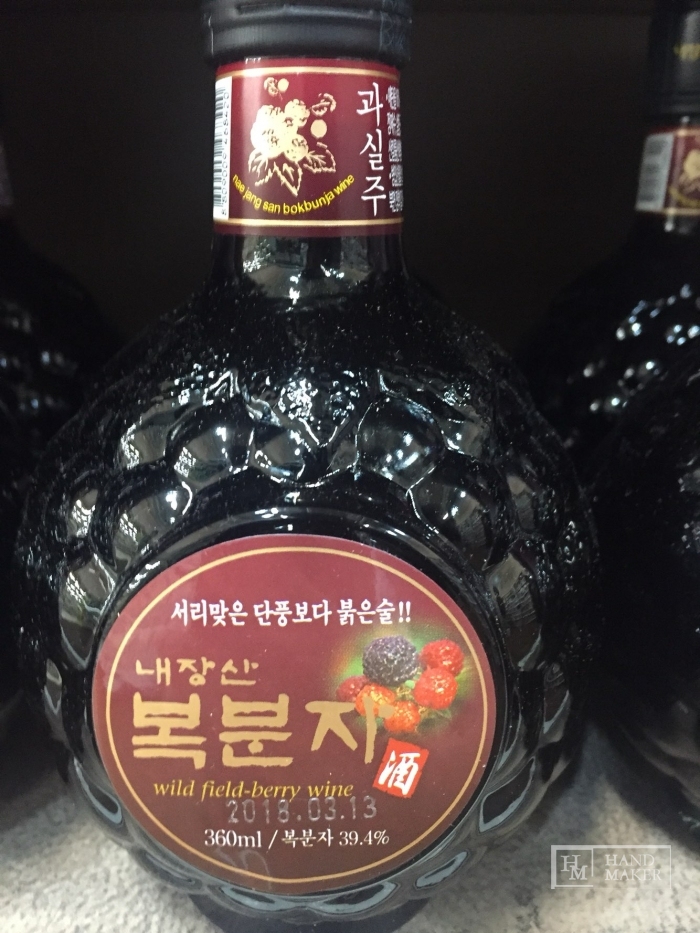 과실주
nae jang san bokbunja wine
서리맞은 단풍보다 붉은술!!
내장산
복분자
酒
wild field-berry wine
2018.03.13
360ml / 복분자 39.4%
HM HAND
MAKER